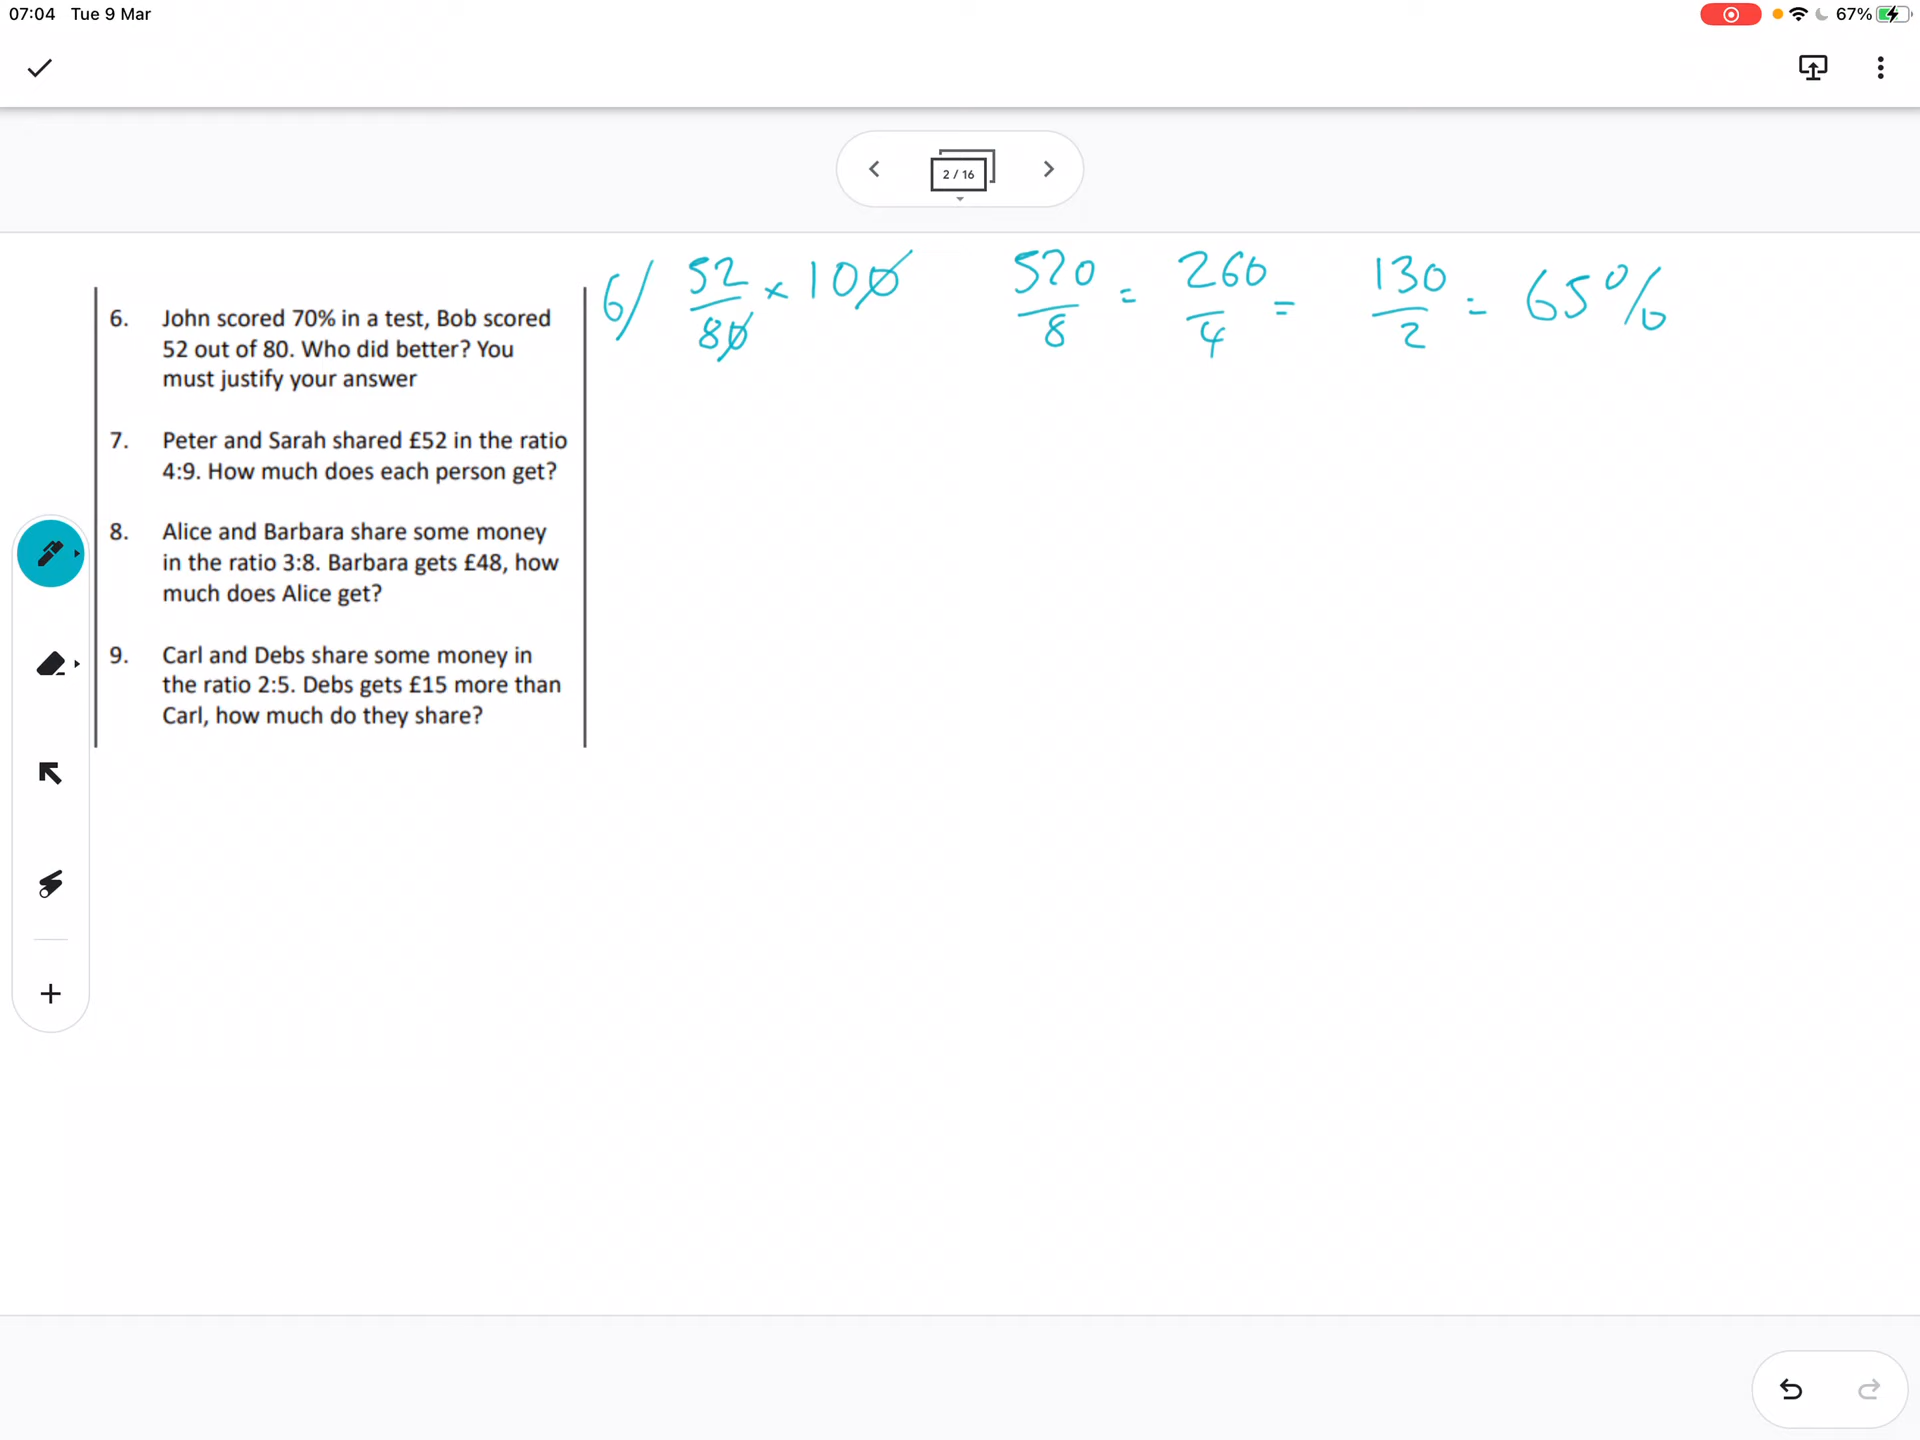 07:04 Tue 9 Mar
67%
2 / 16
6. John scored 70% in a test, Bob scored
52 out of 80. Who did better? You
must justify your answer
7. Peter and Sarah shared £52 in the ratio
4:9. How much does each person get?
8. Alice and Barbara share some money
in the ratio 3:8. Barbara gets £48, how
much does Alice get?
9. Carl and Debs share some money in
the ratio 2:5. Debs gets £15 more than
Carl, how much do they share?
6/ 52/80 × 100 520/8 = 260/4 = 130/2 = 65%